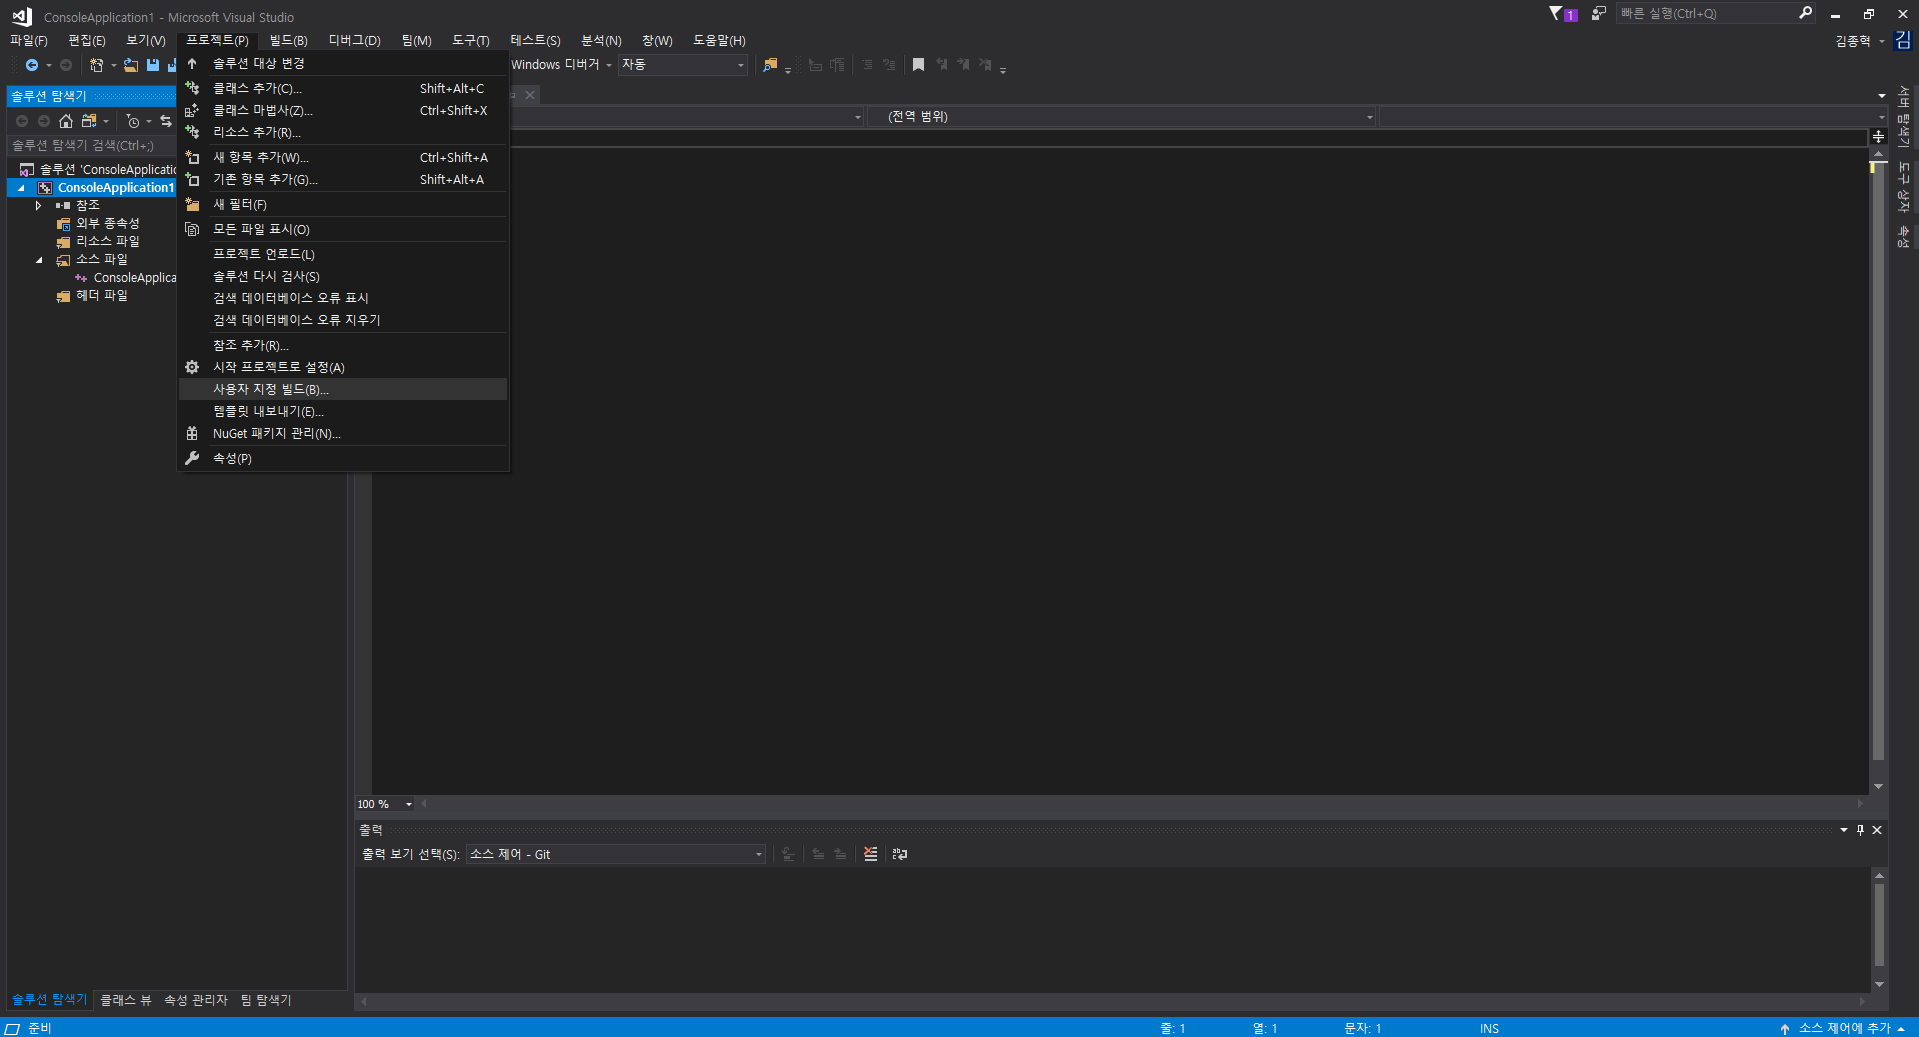 ConsoleApplication1 - Microsoft Visual Studio
1
빠른 실행(Ctrl+Q)
파일(F) 편집(E) 보기(V) 프로젝트(P) 빌드(B) 디버그(D) 팀(M) 도구(T) 테스트(S) 분석(N) 창(W) 도움말(H)
김종혁 김
Windows 디버거 자동
솔루션 대상 변경
클래스 추가(C)... Shift+Alt+C
클래스 마법사(Z)... Ctrl+Shift+X
리소스 추가(R)...
새 항목 추가(W)... Ctrl+Shift+A
기존 항목 추가(G)... Shift+Alt+A
새 필터(F)
모든 파일 표시(O)
프로젝트 언로드(L)
솔루션 다시 검사(S)
검색 데이터베이스 오류 표시
검색 데이터베이스 오류 지우기
참조 추가(R)...
시작 프로젝트로 설정(A)
사용자 지정 빌드(B)...
템플릿 내보내기(E)...
NuGet 패키지 관리(N)...
속성(P)
솔루션 탐색기
솔루션 탐색기 검색(Ctrl+;)
솔루션 'ConsoleApplicatio
ConsoleApplication1
참조
외부 종속성
리소스 파일
소스 파일
ConsoleApplica
헤더 파일
(전역 범위)
서버 탐색기
도구 상자
속성
100 %
출력
출력 보기 선택(S): 소스 제어 - Git
솔루션 탐색기 클래스 뷰 속성 관리자 팀 탐색기
준비 줄: 1 열: 1 문자: 1 INS 소스 제어에 추가